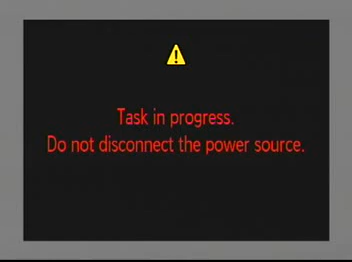 Task in progress.
Do not disconnect the power source.